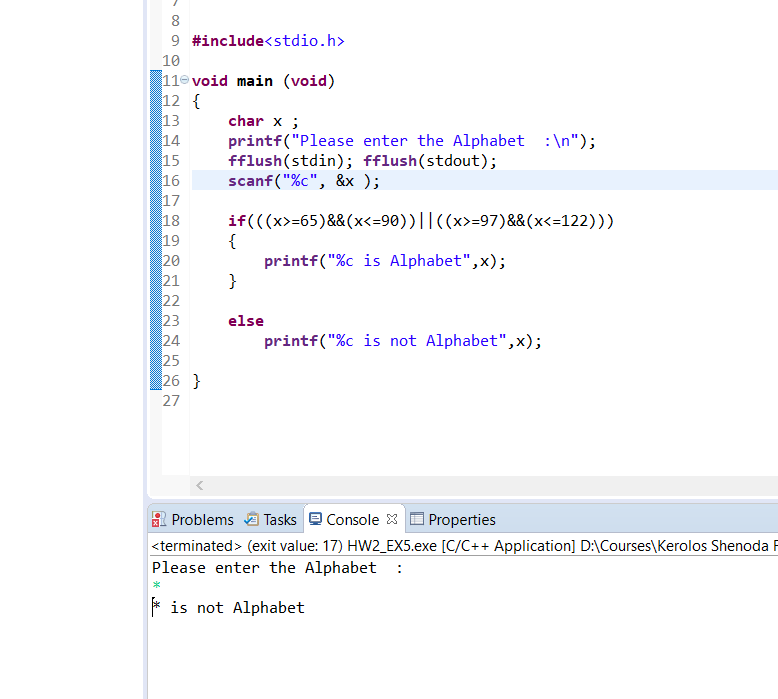 7
8
9 #include<stdio.h>
10
11 void main (void)
12 {
13 char x ;
14 printf("Please enter the Alphabet  :\n");
15 fflush(stdin); fflush(stdout);
16 scanf("%c", &x );
17
18 if(((x>=65)&&(x<=90))||((x>=97)&&(x<=122)))
19 {
20 printf("%c is Alphabet",x);
21 }
22
23 else
24 printf("%c is not Alphabet",x);
25
26 }
27
<
Problems Tasks Console Properties
<terminated> (exit value: 17) HW2_EX5.exe [C/C++ Application] D:\Courses\Kerolos Shenoda
Please enter the Alphabet  :
*
* is not Alphabet